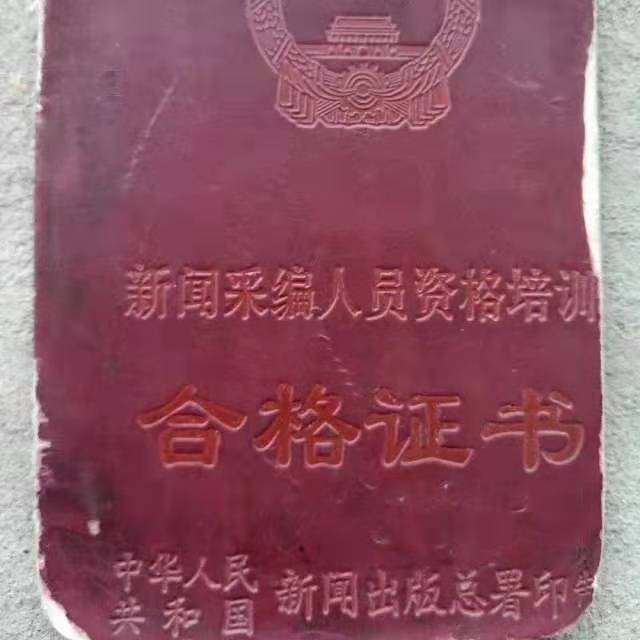 新闻采编人员资格培训
合格证书
中华人民
共和国 新闻出版总署印